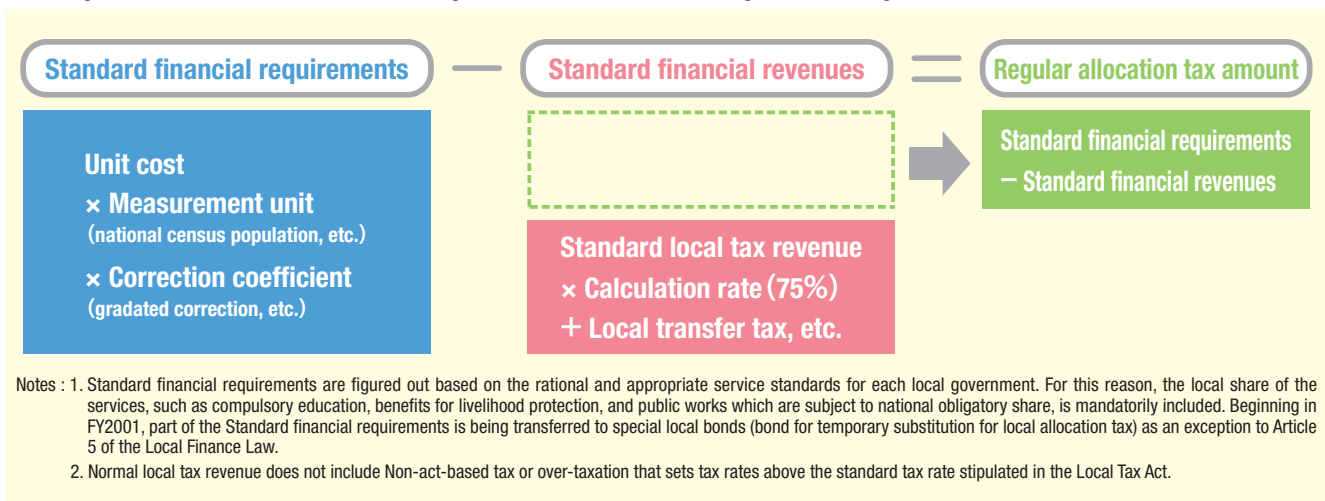 Standard financial requirements — Standard financial revenues = Regular allocation tax amount
Unit cost
× Measurement unit
(national census population, etc.)
× Correction coefficient
(gradated correction, etc.)
Standard local tax revenue
× Calculation rate (75%)
+ Local transfer tax, etc.
Standard financial requirements
− Standard financial revenues
Notes : 1. Standard financial requirements are figured out based on the rational and appropriate service standards for each local government. For this reason, the local share of the
services, such as compulsory education, benefits for livelihood protection, and public works which are subject to national obligatory share, is mandatorily included. Beginning in
FY2001, part of the Standard financial requirements is being transferred to special local bonds (bond for temporary substitution for local allocation tax) as an exception to Article
5 of the Local Finance Law.
2. Normal local tax revenue does not include Non-act-based tax or over-taxation that sets tax rates above the standard tax rate stipulated in the Local Tax Act.